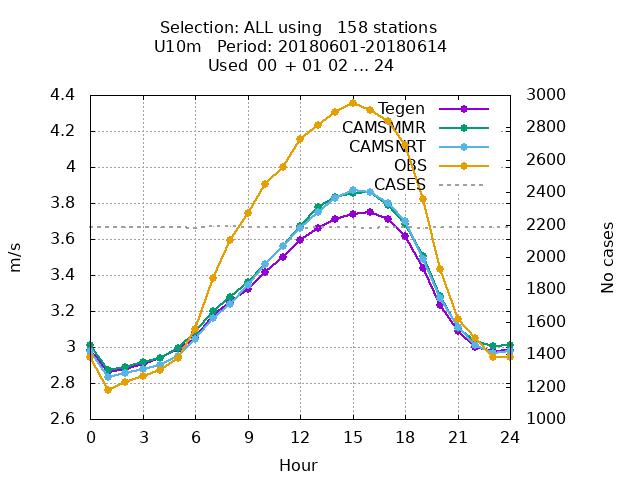 Selection: ALL using   158 stations
U10m   Period: 20180601-20180614
Used  00 + 01 02 ... 24
4.4
4.2
4
3.8
3.6
3.4
3.2
3
2.8
2.6
m/s
3000
2800
2600
2400
2200
2000
1800
1600
1400
1200
1000
No cases
Tegen
CAMSMMR
CAMSNRT
OBS
CASES
0 3 6 9 12 15 18 21 24
Hour